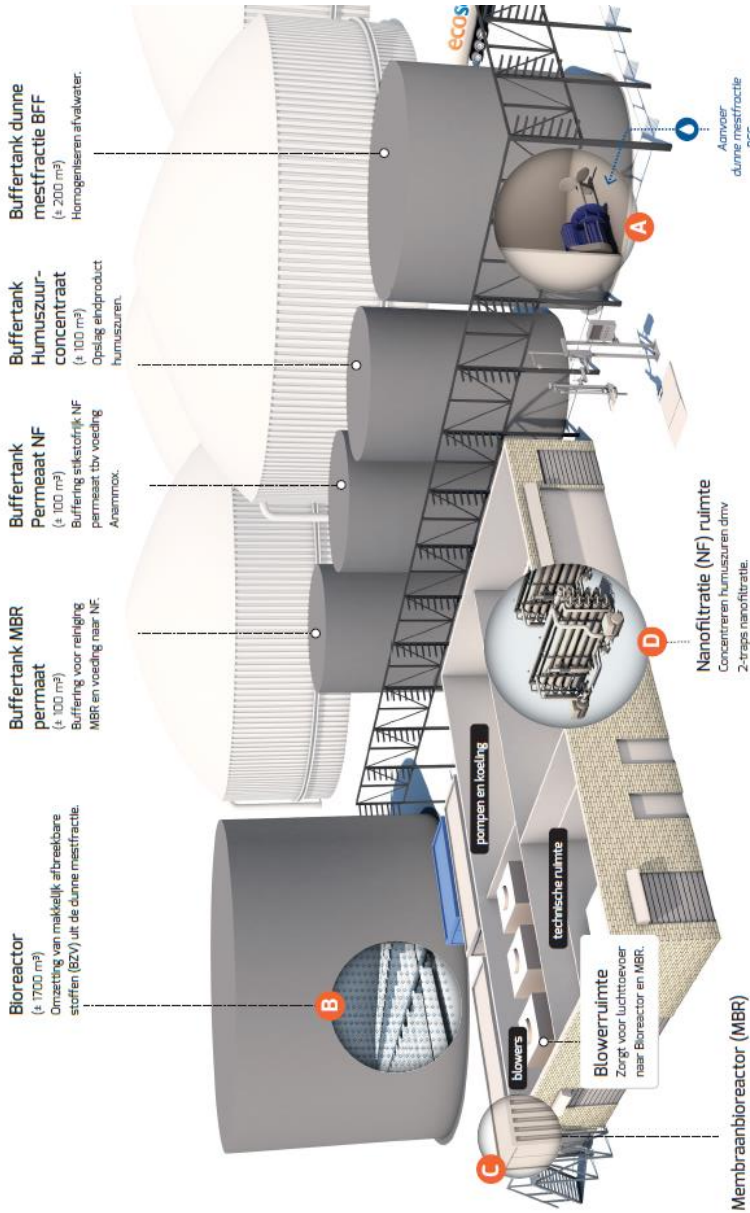 Bioreactor
(± 1700 m³)
Omzetting van makkelijk afbreekbare
stoffen (BZV) uit de dunne mestfractie.
Buffertank MBR
permaat
(± 100 m³)
Buffering voor reiniging
MBR en voeding naar NF.
Buffertank
Permeaat NF
(± 100 m³)
Buffering stikstofrijk NF
permeaat tbv voeding
Anammox.
Buffertank
Humuszuur-
concentraat
(± 100 m³)
Opslag eindproduct
humuszuren.
Buffertank dunne
mestfractie BFF
(± 200 m³)
Homogeniseren afvalwater.
ecos
B
pompen en koeling
technische ruimte
blowers
Blowerruimte
Zorgt voor luchttoevoer
naar Bioreactor en MBR.
C
D
A
Aanvoer
dunne mestfractie
Nanofiltratie (NF) ruimte
Concentreren humuszuren dmv
2-traps nanofiltratie.
Membraanbioreactor (MBR)